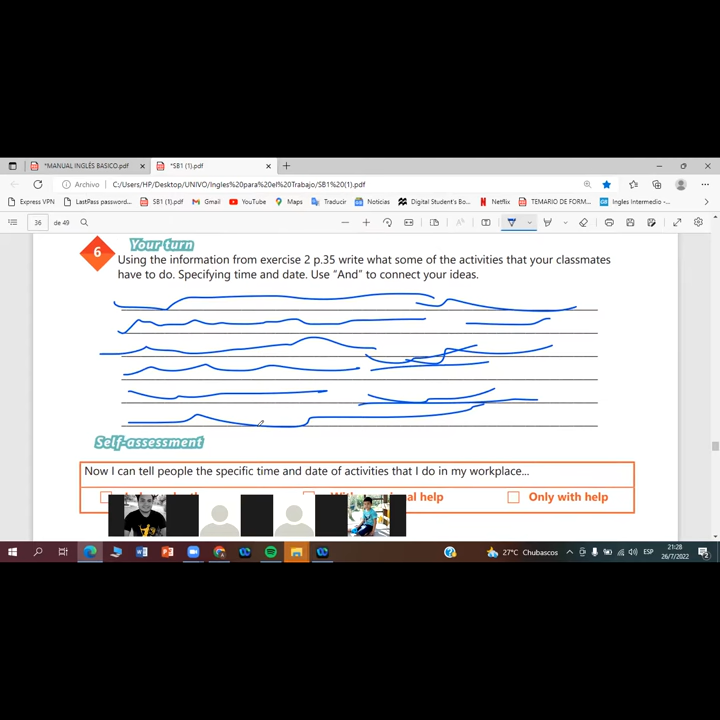 *MANUAL INGLÉS BASICO.pdf
*SB1 (1).pdf
Archivo
C:/Users/HP/Desktop/UNIVO/Ingles%20para%20el%20Trabajo/SB1%20(1).pdf
Express VPN
LastPass password...
SB1 (1).pdf
Gmail
YouTube
Maps
Traducir
Noticias
Digital Student's Bo...
Netflix
TEMARIO DE FORM...
Ingles Intermedio -...
36
de 49
6
Your turn
Using the information from exercise 2 p.35 write what some of the activities that your classmates
have to do. Specifying time and date. Use “And” to connect your ideas.
Self-assessment
Now I can tell people the specific time and date of activities that I do in my workplace...
help
Only with help
27°C Chubascos
ESP
21:28
26/7/2022